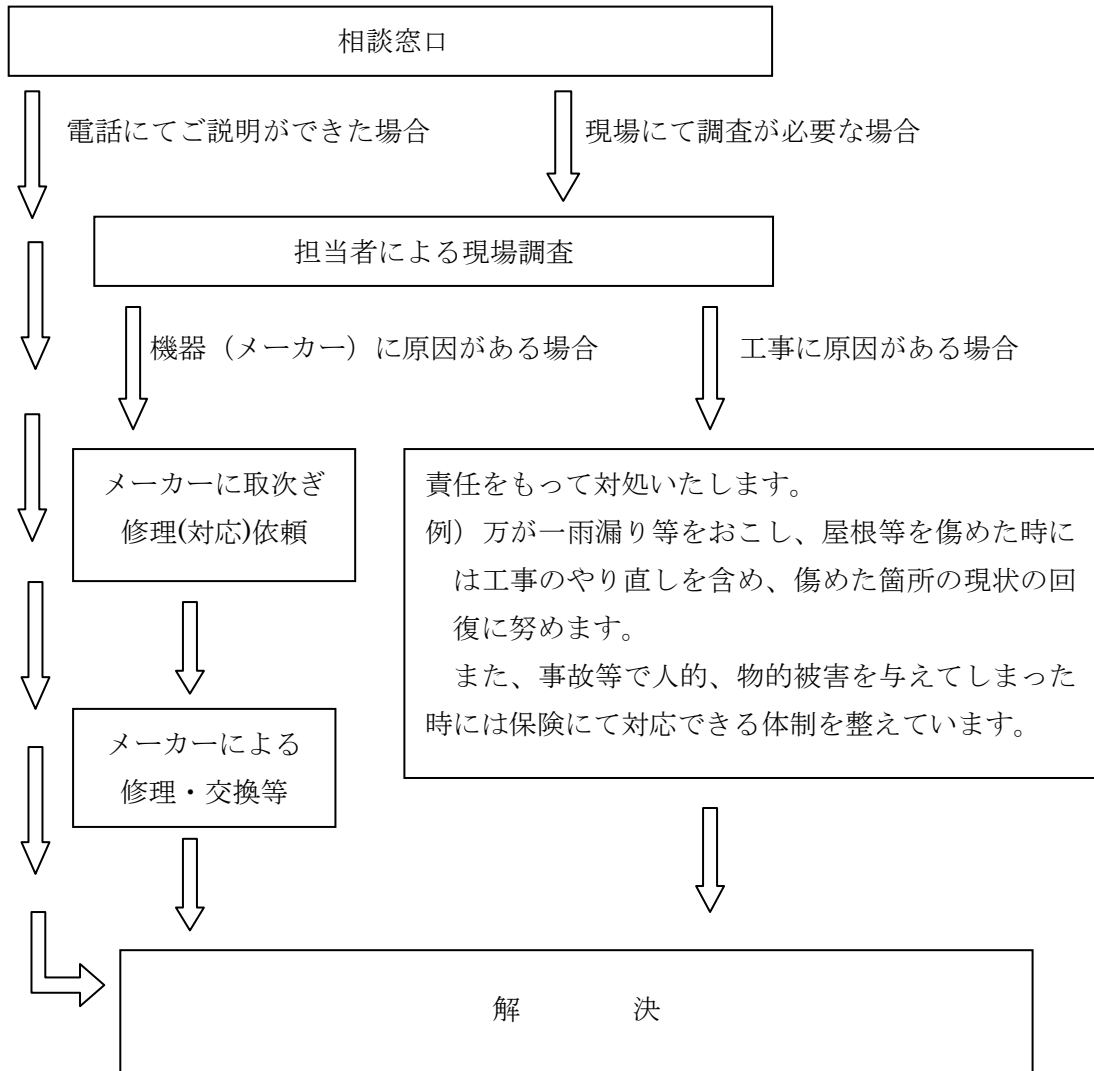 相談窓口
電話にてご説明ができた場合
現場にて調査が必要な場合
担当者による現場調査
機器（メーカー）に原因がある場合
工事に原因がある場合
メーカーに取次ぎ
修理(対応)依頼
責任をもって対処いたします。
例）万が一雨漏り等をおこし、屋根等を傷めた時に
は工事のやり直しを含め、傷めた箇所の現状の回
復に努めます。
また、事故等で人的、物的被害を与えてしまった
時には保険にて対応できる体制を整えています。
メーカーによる
修理・交換等
解　決